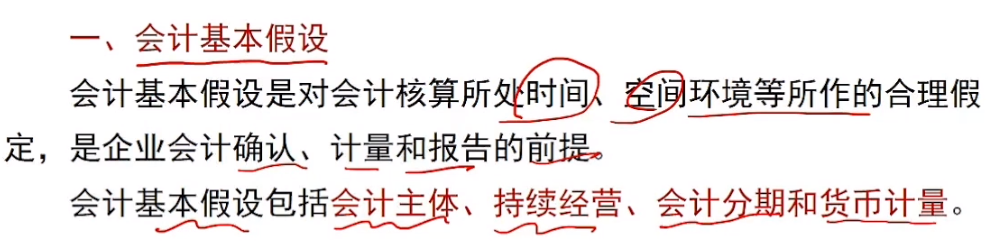 一、会计基本假设
会计基本假设是对会计核算所处时间、空间环境等所作的合理假
定，是企业会计确认、计量和报告的前提。
会计基本假设包括会计主体、持续经营、会计分期和货币计量。